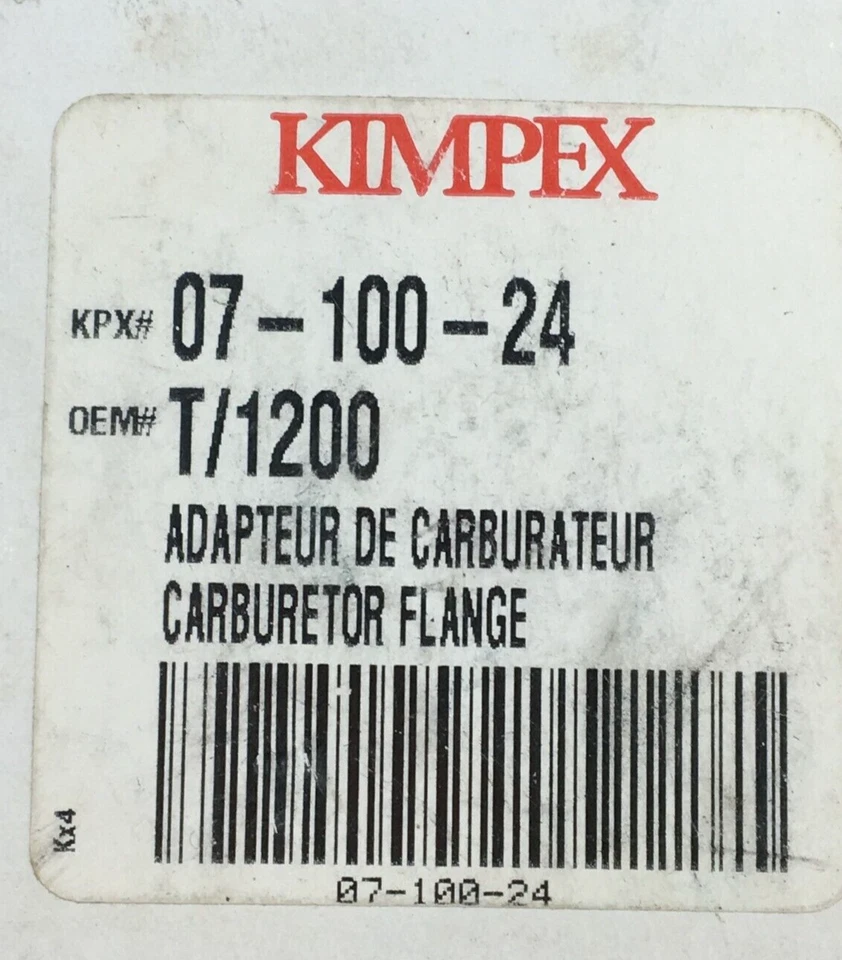 KIMPEX
KPX# 07-100-24
OEM# T/1200
ADAPTEUR DE CARBURATEUR
CARBURETOR FLANGE
Kx4
07-100-24